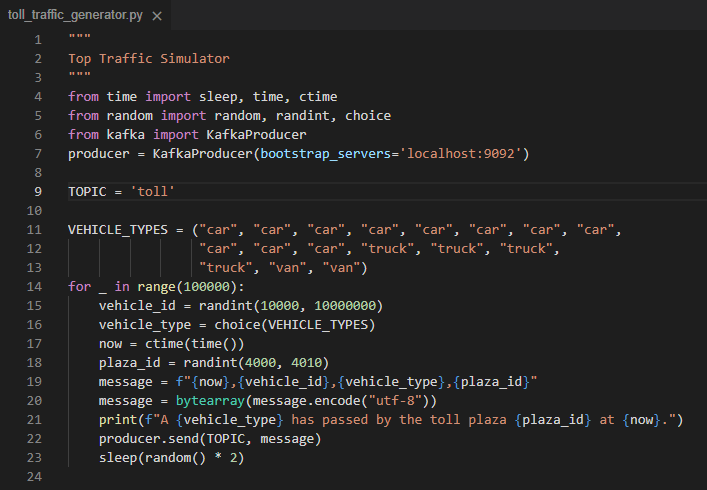 toll_traffic_generator.py ×
1 """
2 Top Traffic Simulator
3 """
4 from time import sleep, time, ctime
5 from random import random, randint, choice
6 from kafka import KafkaProducer
7 producer = KafkaProducer(bootstrap_servers='localhost:9092')
8
9 TOPIC = 'toll'
10
11 VEHICLE_TYPES = ("car", "car", "car", "car", "car", "car", "car", "car",
12                  "car", "car", "car", "truck", "truck", "truck",
13                  "truck", "van", "van")
14 for _ in range(100000):
15     vehicle_id = randint(10000, 10000000)
16     vehicle_type = choice(VEHICLE_TYPES)
17     now = ctime(time())
18     plaza_id = randint(4000, 4010)
19     message = f"{now},{vehicle_id},{vehicle_type},{plaza_id}"
20     message = bytearray(message.encode("utf-8"))
21     print(f"A {vehicle_type} has passed by the toll plaza {plaza_id} at {now}.")
22     producer.send(TOPIC, message)
23     sleep(random() * 2)
24